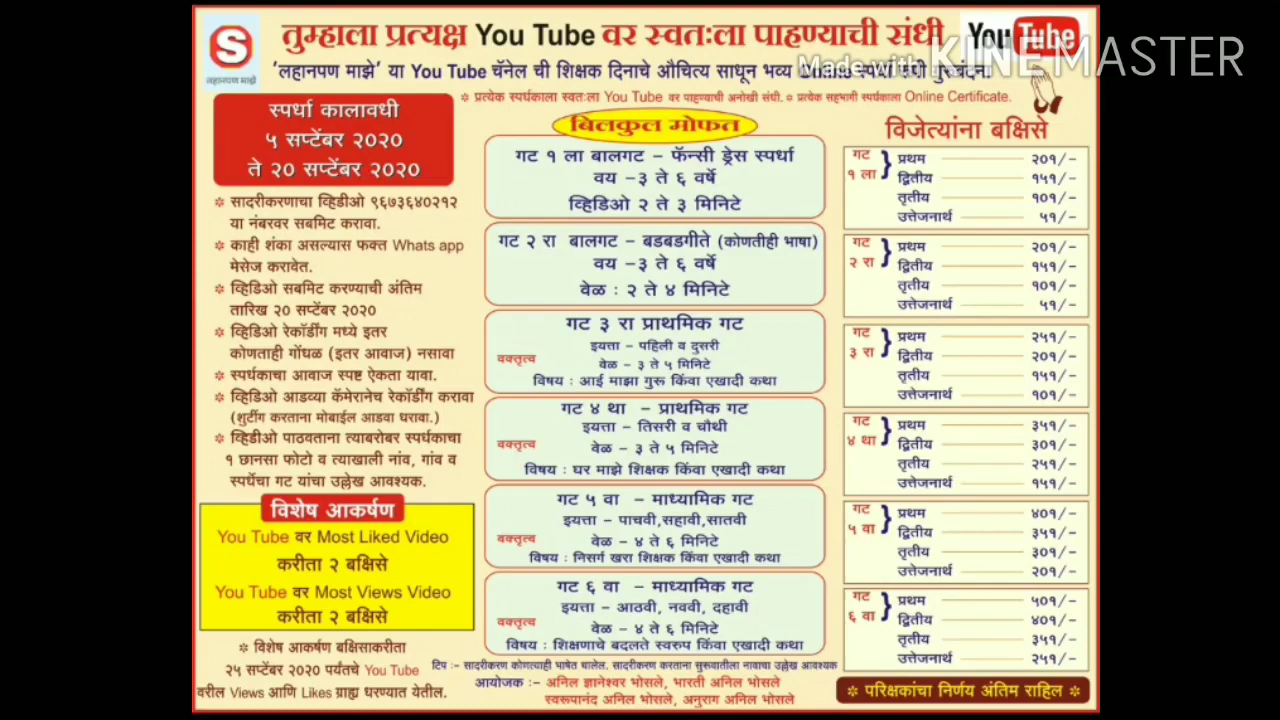 S
लहानपण माझे
तुम्हाला प्रत्यक्ष You Tube वर स्वतःला पाहण्याची संधी
You Tube
Made with KINEMASTER
'लहानपण माझे' या You Tube चॅनेल ची शिक्षक दिनाचे औचित्य साधून भव्य Online स्पर्धा
* प्रत्येक स्पर्धकाला स्वतःला You Tube वर पाहण्याची अनोखी संधी. * प्रत्येक सहभागी स्पर्धकाला Online Certificate.
स्पर्धा कालावधी
५ सप्टेंबर २०२०
ते २० सप्टेंबर २०२०
* सादरीकरणाचा व्हिडीओ ९६७३६४०२१२
या नंबरवर सबमिट करावा.
* काही शंका असल्यास फक्त Whats app
मेसेज करावेत.
* व्हिडिओ सबमिट करण्याची अंतिम
तारिख २० सप्टेंबर २०२०
* व्हिडिओ रेकॉर्डींग मध्ये इतर
कोणताही गोंधळ (इतर आवाज) नसावा
* स्पर्धकाचा आवाज स्पष्ट ऐकता यावा.
* व्हिडिओ आडव्या कॅमेरानेच रेकॉर्डींग करावा
(शुटींग करताना मोबाईल आडवा धरावा.)
* व्हिडीओ पाठवताना त्याबरोबर स्पर्धकाचा
१ छानसा फोटो व त्याखाली नांव, गांव व
स्पर्धेचा गट यांचा उल्लेख आवश्यक.
विशेष आकर्षण
You Tube वर Most Liked Video
करीता २ बक्षिसे
You Tube वर Most Views Video
करीता २ बक्षिसे
* विशेष आकर्षण बक्षिसाकरीता
२५ सप्टेंबर २०२० पर्यंतचे You Tube
वरील Views आणि Likes ग्राह्य धरण्यात येतील.
बिलकुल मोफत
गट १ ला बालगट – फॅन्सी ड्रेस स्पर्धा
वय –३ ते ६ वर्षे
व्हिडिओ २ ते ३ मिनिटे
गट २ रा बालगट – बडबडगीते (कोणतीही भाषा)
वय –३ ते ६ वर्षे
वेळ : २ ते ४ मिनिटे
गट ३ रा प्राथमिक गट
इयत्ता – पहिली व दुसरी
वक्तृत्व वेळ – ३ ते ५ मिनिटे
विषय : आई माझा गुरू किंवा एखादी कथा
गट ४ था – प्राथमिक गट
इयत्ता – तिसरी व चौथी
वक्तृत्व वेळ – ३ ते ५ मिनिटे
विषय : घर माझे शिक्षक किंवा एखादी कथा
गट ५ वा – माध्यामिक गट
इयत्ता – पाचवी,सहावी,सातवी
वक्तृत्व वेळ – ४ ते ६ मिनिटे
विषय : निसर्ग खरा शिक्षक किंवा एखादी कथा
गट ६ वा – माध्यामिक गट
इयत्ता – आठवी, नववी, दहावी
वक्तृत्व वेळ – ४ ते ६ मिनिटे
विषय : शिक्षणाचे बदलते स्वरुप किंवा एखादी कथा
टिप :– सादरीकरण कोणत्याही भाषेत चालेल. सादरीकरण करताना सुरूवातीला नावाचा उल्लेख आवश्यक
आयोजक :– अनिल ज्ञानेश्वर भोसले, भारती अनिल भोसले
स्वरूपानंद अनिल भोसले, अनुराग अनिल भोसले
विजेत्यांना बक्षिसे
गट १ ला } प्रथम २०१/-
द्वितीय १५१/-
तृतीय १०१/-
उत्तेजनार्थ ५१/-
गट २ रा } प्रथम २०१/-
द्वितीय १५१/-
तृतीय १०१/-
उत्तेजनार्थ ५१/-
गट ३ रा } प्रथम २५१/-
द्वितीय २०१/-
तृतीय १५१/-
उत्तेजनार्थ १०१/-
गट ४ था } प्रथम ३५१/-
द्वितीय ३०१/-
तृतीय २५१/-
उत्तेजनार्थ १५१/-
गट ५ वा } प्रथम ४०१/-
द्वितीय ३५१/-
तृतीय ३०१/-
उत्तेजनार्थ २०१/-
गट ६ वा } प्रथम ५०१/-
द्वितीय ४०१/-
तृतीय ३५१/-
उत्तेजनार्थ २५१/-
* परिक्षकांचा निर्णय अंतिम राहिल *